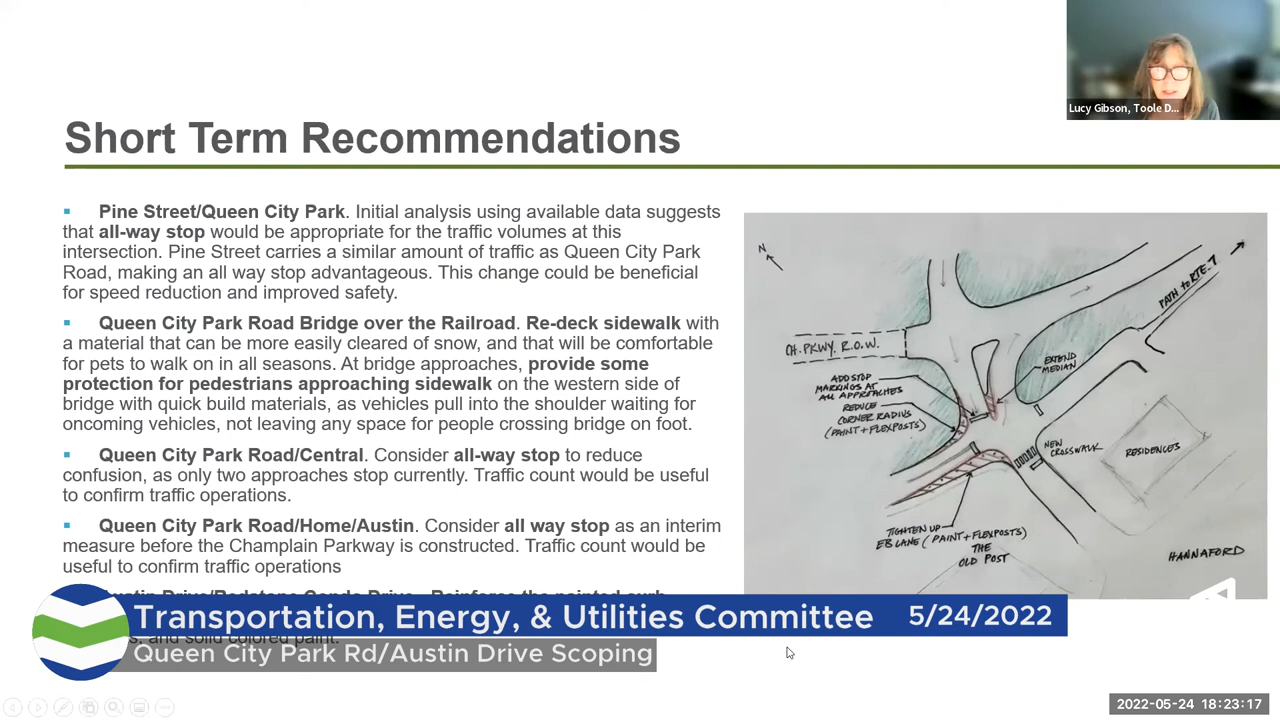 Lucy Gibson, Toole D...
Short Term Recommendations
▪ Pine Street/Queen City Park. Initial analysis using available data suggests
that all-way stop would be appropriate for the traffic volumes at this
intersection. Pine Street carries a similar amount of traffic as Queen City Park
Road, making an all way stop advantageous. This change could be beneficial
for speed reduction and improved safety.
▪ Queen City Park Road Bridge over the Railroad. Re-deck sidewalk with
a material that can be more easily cleared of snow, and that will be comfortable
for pets to walk on in all seasons. At bridge approaches, provide some
protection for pedestrians approaching sidewalk on the western side of
bridge with quick build materials, as vehicles pull into the shoulder waiting for
oncoming vehicles, not leaving any space for people crossing bridge on foot.
▪ Queen City Park Road/Central. Consider all-way stop to reduce
confusion, as only two approaches stop currently. Traffic count would be useful
to confirm traffic operations.
▪ Queen City Park Road/Home/Austin. Consider all way stop as an interim
measure before the Champlain Parkway is constructed. Traffic count would be
useful to confirm traffic operations
and solid colored paint.
N
PATH TO RTE. 7
CH. PKWY. R.O.W.
EXTEND
MEDIAN
ADD STOP
MARKINGS AT
ALL APPROACHES
REDUCE
CORNER RADIUS
(PAINT + FLEXPOSTS)
NEW
CROSSWALK
RESIDENCES
TIGHTEN UP
EB LANE (PAINT + FLEXPOSTS)
THE
OLD POST
HANNAFORD
Transportation, Energy, & Utilities Committee 5/24/2022
Queen City Park Rd/Austin Drive Scoping
2022-05-24 18:23:17